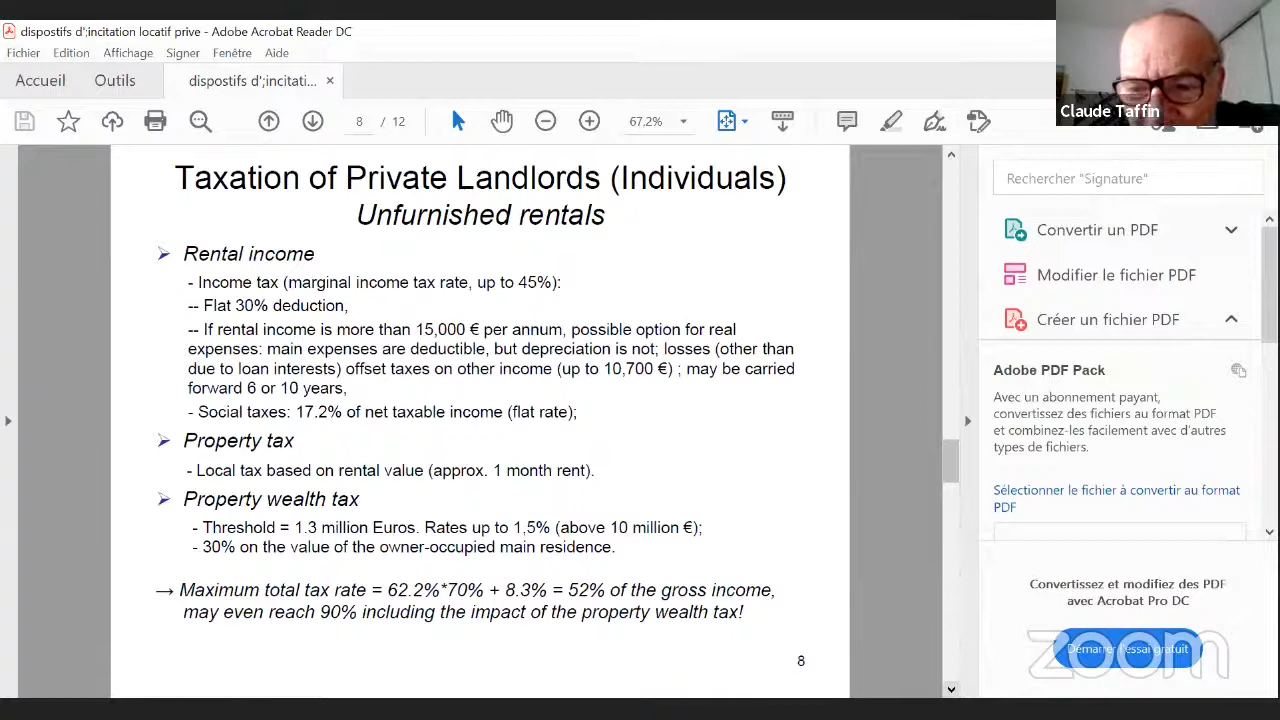 dispostifs d';incitation locatif prive - Adobe Acrobat Reader DC
Fichier Edition Affichage Signer Fenêtre Aide
Accueil Outils dispostifs d';incitati... ×
8 / 12 67,2%
Claude Taffin
Taxation of Private Landlords (Individuals)
Unfurnished rentals
➢ Rental income
- Income tax (marginal income tax rate, up to 45%):
-- Flat 30% deduction,
-- If rental income is more than 15,000 € per annum, possible option for real
expenses: main expenses are deductible, but depreciation is not; losses (other than
due to loan interests) offset taxes on other income (up to 10,700 €) ; may be carried
forward 6 or 10 years,
- Social taxes: 17.2% of net taxable income (flat rate);
➢ Property tax
- Local tax based on rental value (approx. 1 month rent).
➢ Property wealth tax
- Threshold = 1.3 million Euros. Rates up to 1,5% (above 10 million €);
- 30% on the value of the owner-occupied main residence.
→ Maximum total tax rate = 62.2%*70% + 8.3% = 52% of the gross income,
may even reach 90% including the impact of the property wealth tax!
8
Rechercher "Signature"
Convertir un PDF
Modifier le fichier PDF
Créer un fichier PDF
Adobe PDF Pack
Avec un abonnement payant,
convertissez des fichiers au format PDF
et combinez-les facilement avec d'autres
types de fichiers.
Sélectionner le fichier à convertir au format
PDF
Convertissez et modifiez des PDF
avec Acrobat Pro DC
Démarrer l'essai gratuit
zoom